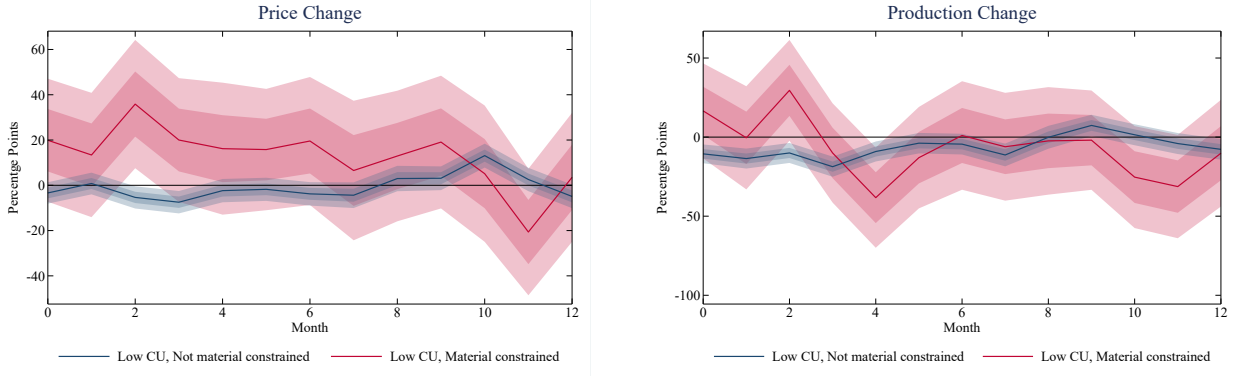 Price Change
Percentge Points
60
40
20
0
-20
-40
0 2 4 6 8 10 12
Month
Low CU, Not material constrained Low CU, Material constrained
Production Change
Percentge Points
50
0
-50
-100
0 2 4 6 8 10 12
Month
Low CU, Not material constrained Low CU, Material constrained